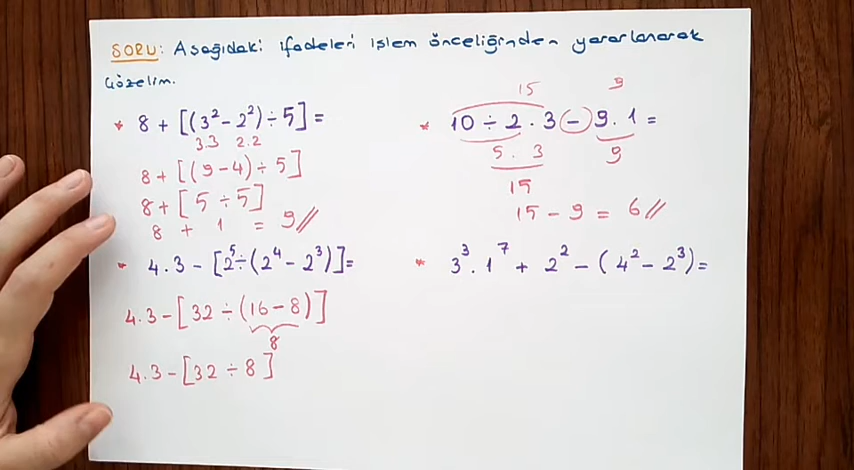 SORU: Aşağıdaki ifadeleri işlem önceliğinden yararlanarak
çözelim.
* 8 + [(3² - 2²) ÷ 5] =
3.3 2.2
8 + [(9 - 4) ÷ 5]
8 + [5 ÷ 5]
8 + 1 = 9//
15 9
* 10 ÷ 2 . 3 - 9 . 1 =
5 . 3 9
15
15 - 9 = 6//
* 4.3 - [2⁵ ÷ (2⁴ - 2³)] =
4.3 - [32 ÷ (16 - 8)]
8
4.3 - [32 ÷ 8]
* 3³ . 1⁷ + 2² - (4² - 2³) =